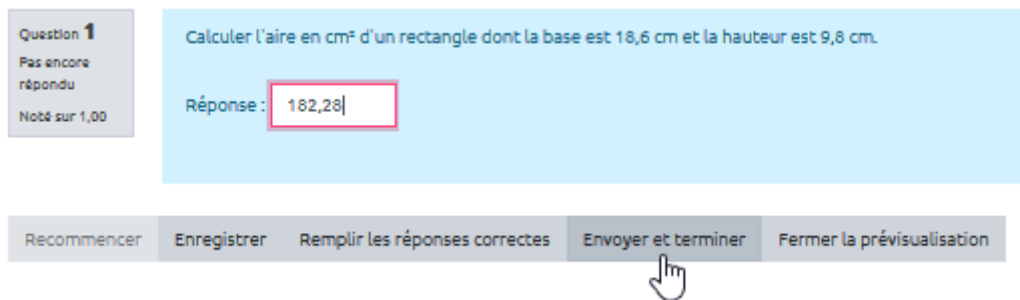 Question 1
Pas encore
répondu
Noté sur 1,00
Calculer l'aire en cm² d'un rectangle dont la base est 18,6 cm et la hauteur est 9,8 cm.
Réponse : 182,28
Recommencer Enregistrer Remplir les réponses correctes Envoyer et terminer Fermer la prévisualisation